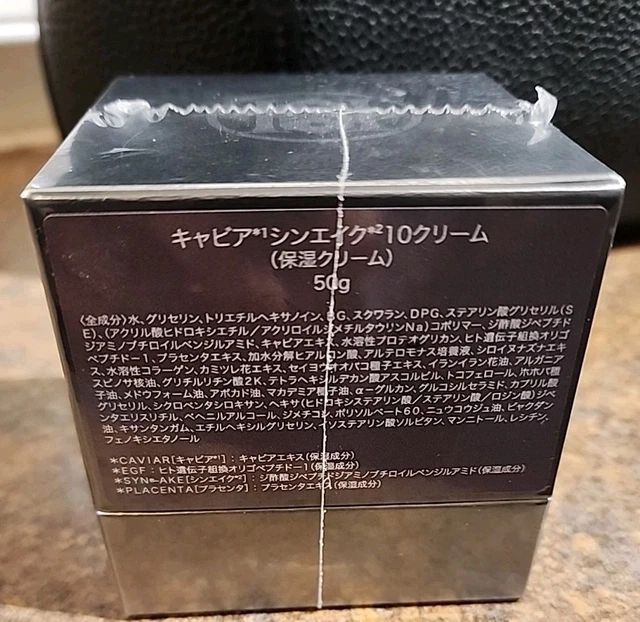 キャビア*1シンエイク*210クリーム
(保湿クリーム)
50g
〈全成分〉水、グリセリン、トリエチルヘキサノイン、BG、スクワラン、DPG、ステアリン酸グリセリル(S
E)、(アクリル酸ヒドロキシエチル/アクリロイルジメチルタウリンNa)コポリマー、ジ酢酸ジペプチド
ジアミノブチロイルベンジルアミド、キャビアエキス、水溶性プロテオグリカン、ヒト遺伝子組換オリゴ
ペプチド-1、プラセンタエキス、加水分解ヒアルロン酸、アルテロモナス培養液、シロイヌナズナエキ
ス、水溶性コラーゲン、カミツレ花エキス、セイヨウオオバコ種子エキス、イランイラン花油、アルガニア
スピノサ核油、グリチルリチン酸2K、テトラヘキシルデカン酸アスコルビル、トコフェロール、ホホバ種
子油、メドウフォーム油、アボカド油、マカデミア種子油、α-グルカン、グルコシルセラミド、カプリル酸
グリセリル、シクロペンタシロキサン、ヘキサ(ヒドロキシステアリン酸/ステアリン酸/ロジン酸)ジペ
ンタエリスリチル、ベヘニルアルコール、ジメチコン、ポリソルベート60、ニュウコウジュ油、ビャクダン
油、キサンタンガム、エチルヘキシルグリセリン、イソステアリン酸ソルビタン、マンニトール、レシチン、
フェノキシエタノール
*CAVIAR[キャビア*1]:キャビアエキス(保湿成分)
*EGF:ヒト遺伝子組換オリゴペプチド-1(保湿成分)
*SYN®-AKE[シンエイク*2]:ジ酢酸ジペプチドジアミノブチロイルベンジルアミド(保湿成分)
*PLACENTA[プラセンタ]:プラセンタエキス(保湿成分)